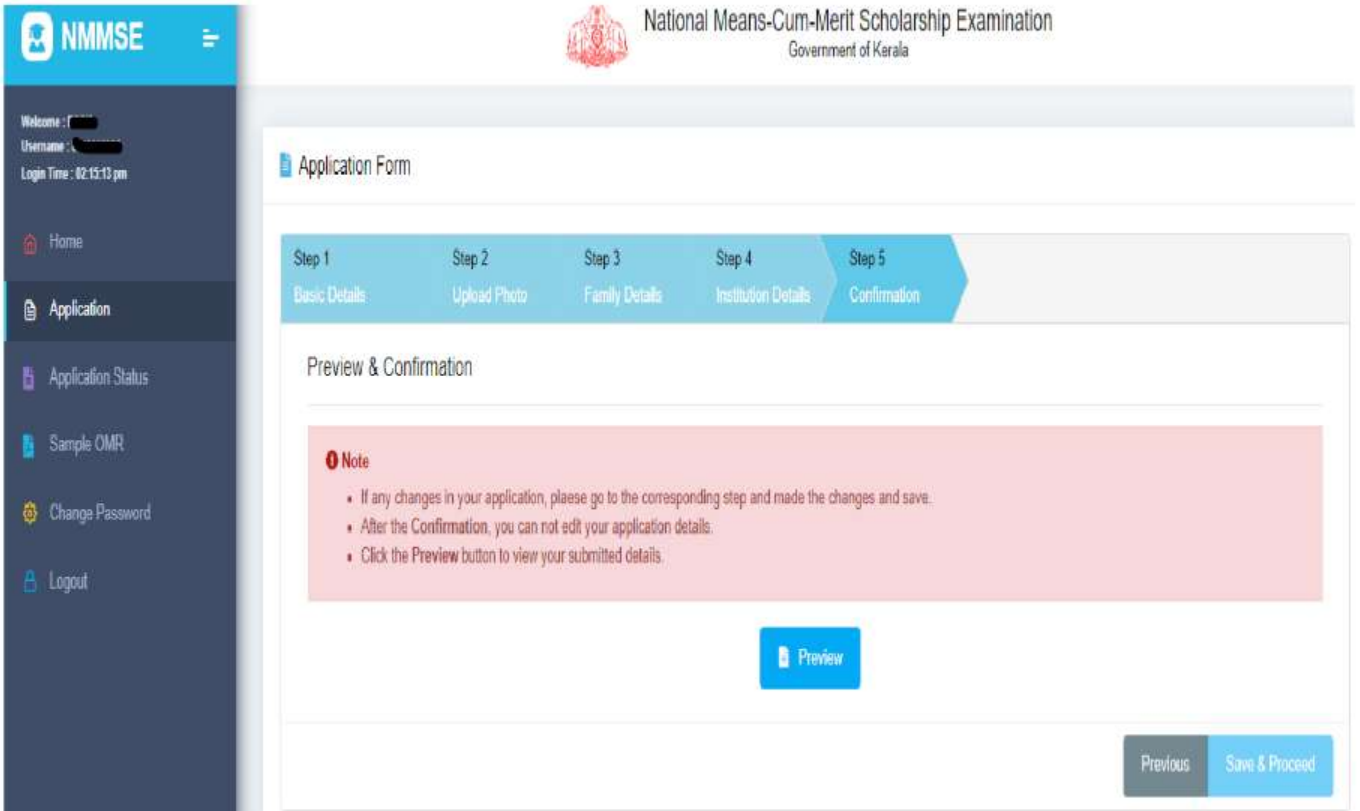 NMMSE
National Means-Cum-Merit Scholarship Examination
Government of Kerala
Welcome :
Username :
Login Time : 02:15:13 pm
Home
Application
Application Status
Sample OMR
Change Password
Logout
Application Form
Step 1
Step 2
Step 3
Step 4
Step 5
Basic Details
Upload Photo
Family Details
Institution Details
Confirmation
Preview & Confirmation
Note
• If any changes in your application, plaese go to the corresponding step and made the changes and save.
• After the Confirmation, you can not edit your application details.
• Click the Preview button to view your submitted details.
Preview
Previous
Save & Proceed